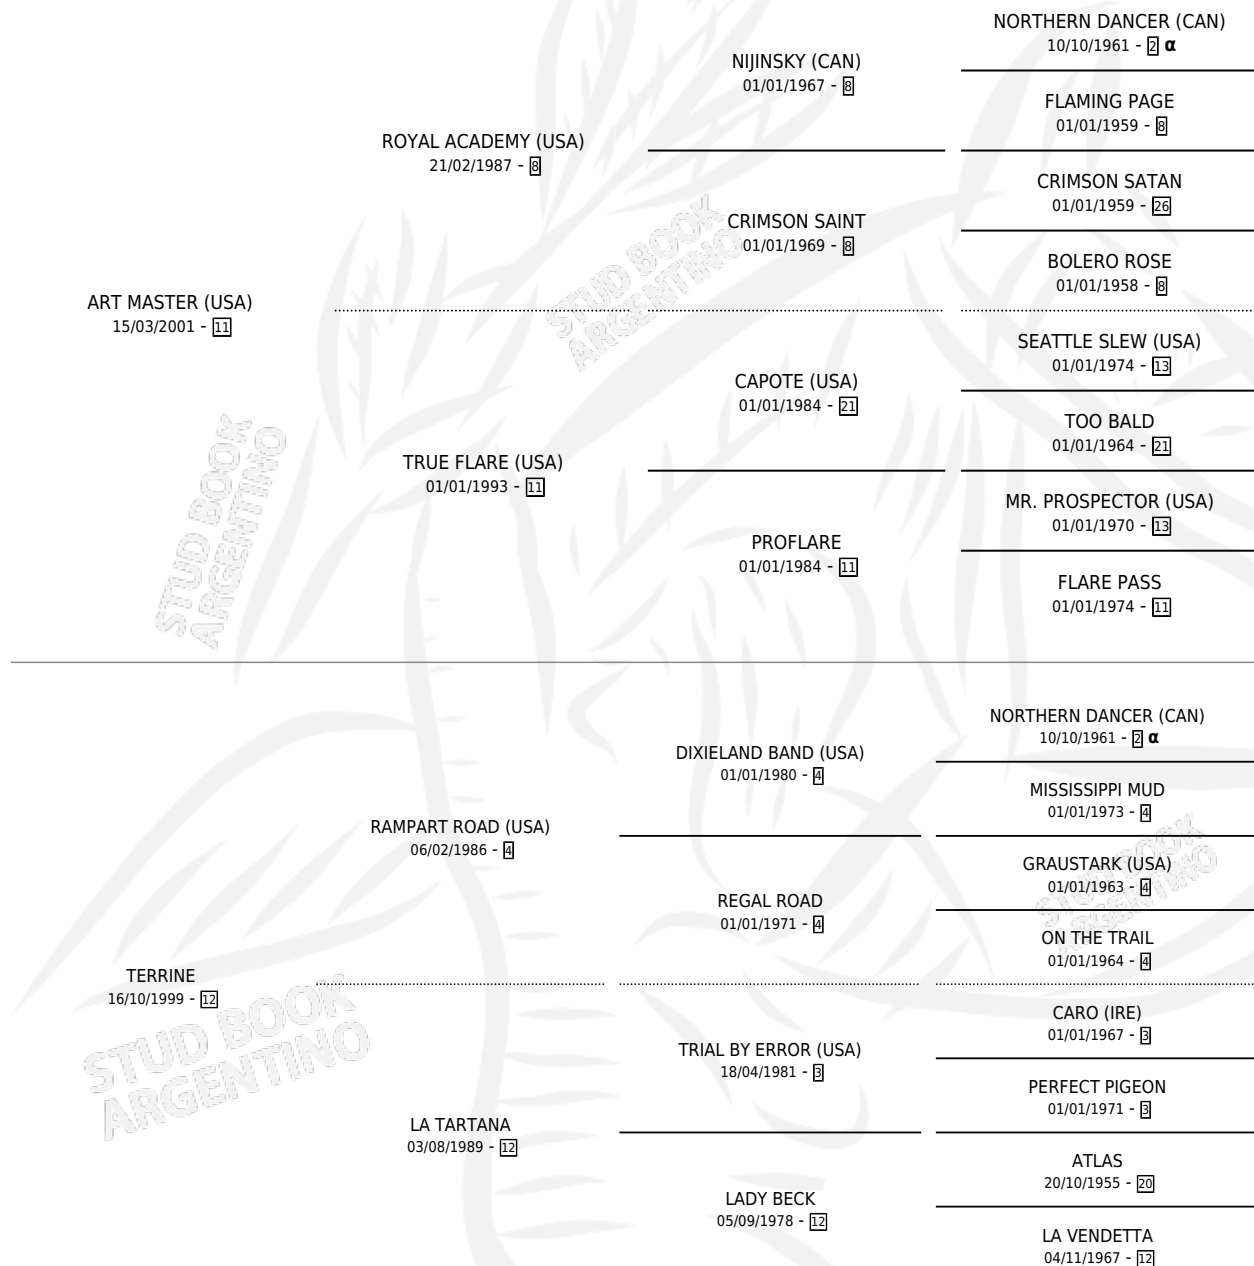 NORTHERN DANCER (CAN)
10/10/1961 - 2 α
NIJINSKY (CAN)
01/01/1967 - 8
FLAMING PAGE
01/01/1959 - 8
ROYAL ACADEMY (USA)
21/02/1987 - 8
CRIMSON SATAN
01/01/1959 - 26
CRIMSON SAINT
01/01/1969 - 8
BOLERO ROSE
01/01/1958 - 8
ART MASTER (USA)
15/03/2001 - 11
SEATTLE SLEW (USA)
01/01/1974 - 13
CAPOTE (USA)
01/01/1984 - 21
TOO BALD
01/01/1964 - 21
TRUE FLARE (USA)
01/01/1993 - 11
MR. PROSPECTOR (USA)
01/01/1970 - 13
PROFLARE
01/01/1984 - 11
FLARE PASS
01/01/1974 - 11
NORTHERN DANCER (CAN)
10/10/1961 - 2 α
DIXIELAND BAND (USA)
01/01/1980 - 4
MISSISSIPPI MUD
01/01/1973 - 4
RAMPART ROAD (USA)
06/02/1986 - 4
GRAUSTARK (USA)
01/01/1963 - 4
REGAL ROAD
01/01/1971 - 4
ON THE TRAIL
01/01/1964 - 4
TERRINE
16/10/1999 - 12
CARO (IRE)
01/01/1967 - 3
TRIAL BY ERROR (USA)
18/04/1981 - 3
PERFECT PIGEON
01/01/1971 - 3
LA TARTANA
03/08/1989 - 12
ATLAS
20/10/1955 - 20
LADY BECK
05/09/1978 - 12
LA VENDETTA
04/11/1967 - 12
STUD BOOK
ARGENTINO
STUD BOOK
ARGENTINO
STUD BOOK
ARGENTINO
STUD BOOK
ARGENTINO